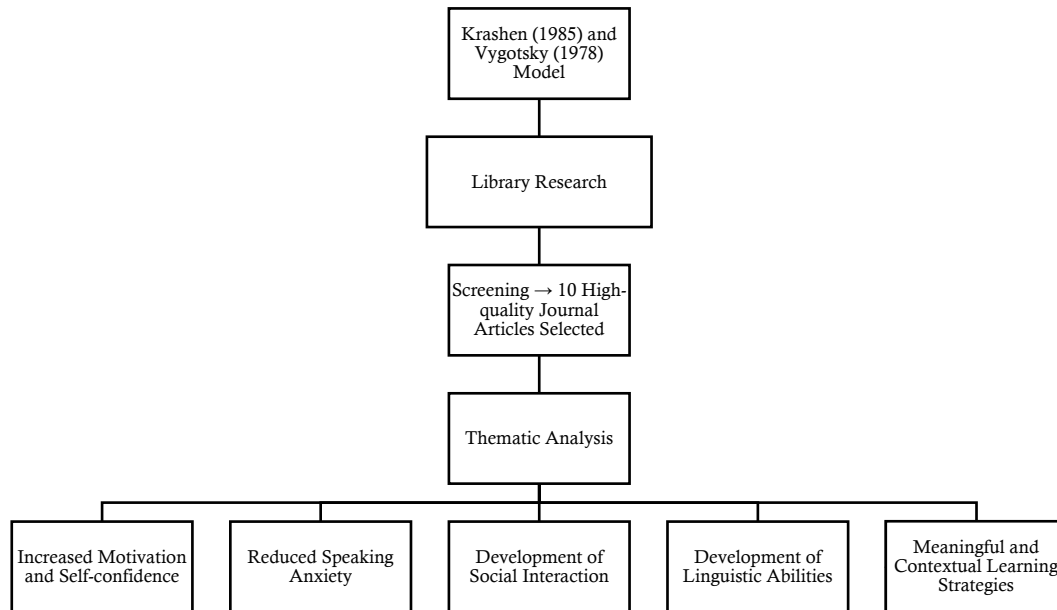 Krashen (1985) and
Vygotsky (1978)
Model
Library Research
Screening → 10 High-
quality Journal
Articles Selected
Thematic Analysis
Increased Motivation
and Self-confidence
Reduced Speaking
Anxiety
Development of
Social Interaction
Development of
Linguistic Abilities
Meaningful and
Contextual Learning
Strategies